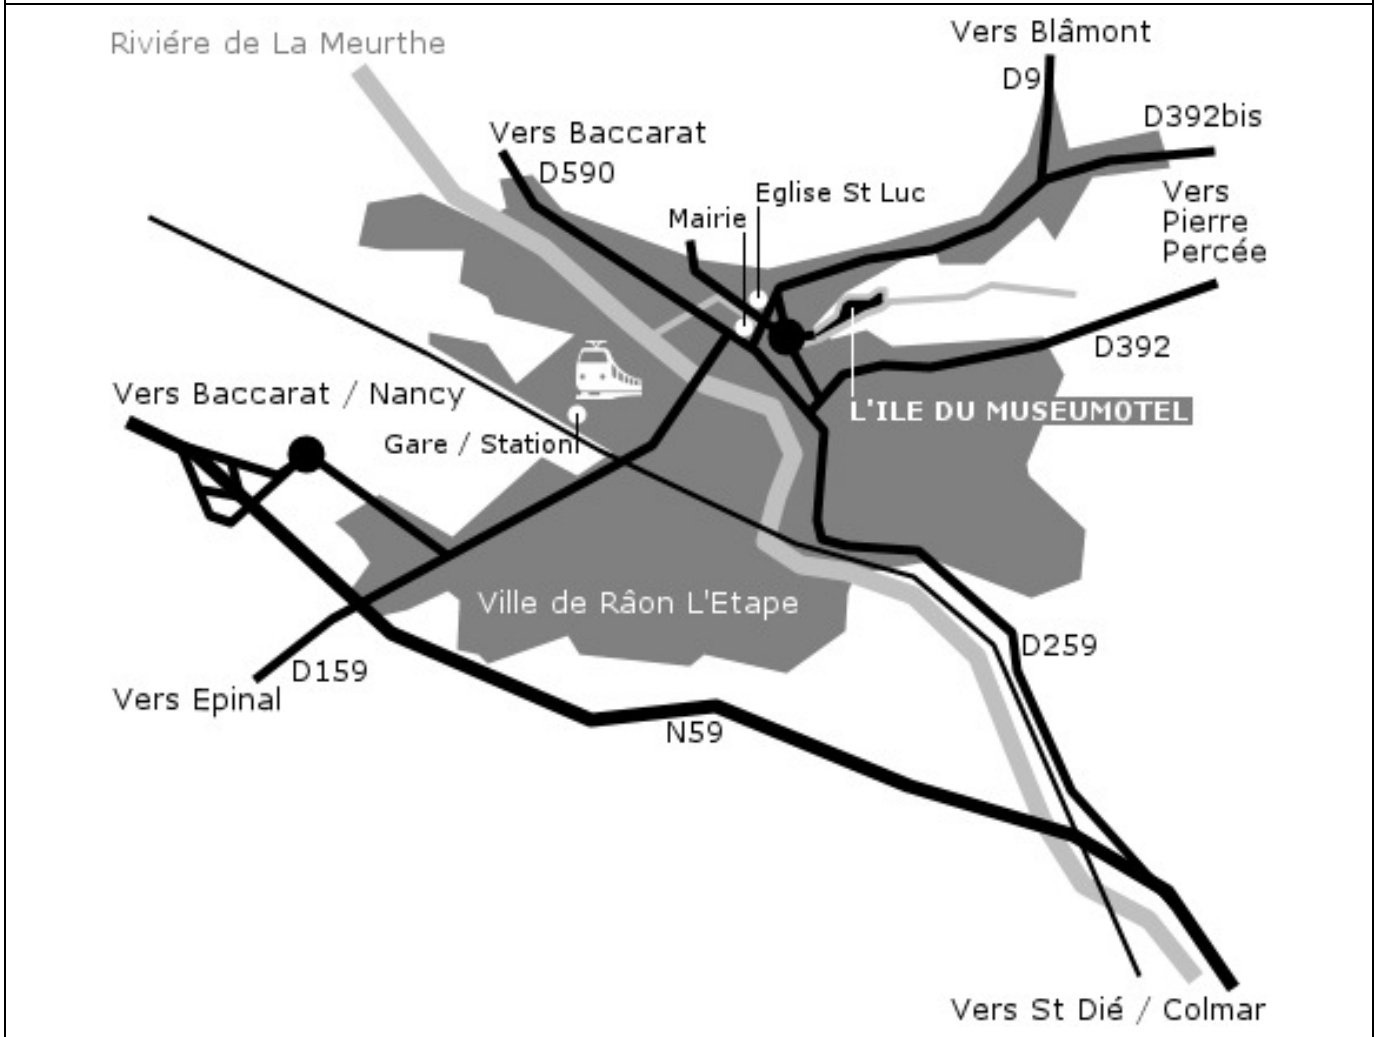 Riviére de La Meurthe
Vers Blâmont
D9
D392bis
Vers Baccarat
D590
Eglise St Luc
Mairie
Vers
Pierre
Percée
D392
Vers Baccarat / Nancy
L'ILE DU MUSEUMOTEL
Gare / Station
Ville de Râon L'Etape
D259
D159
Vers Epinal
N59
Vers St Dié / Colmar